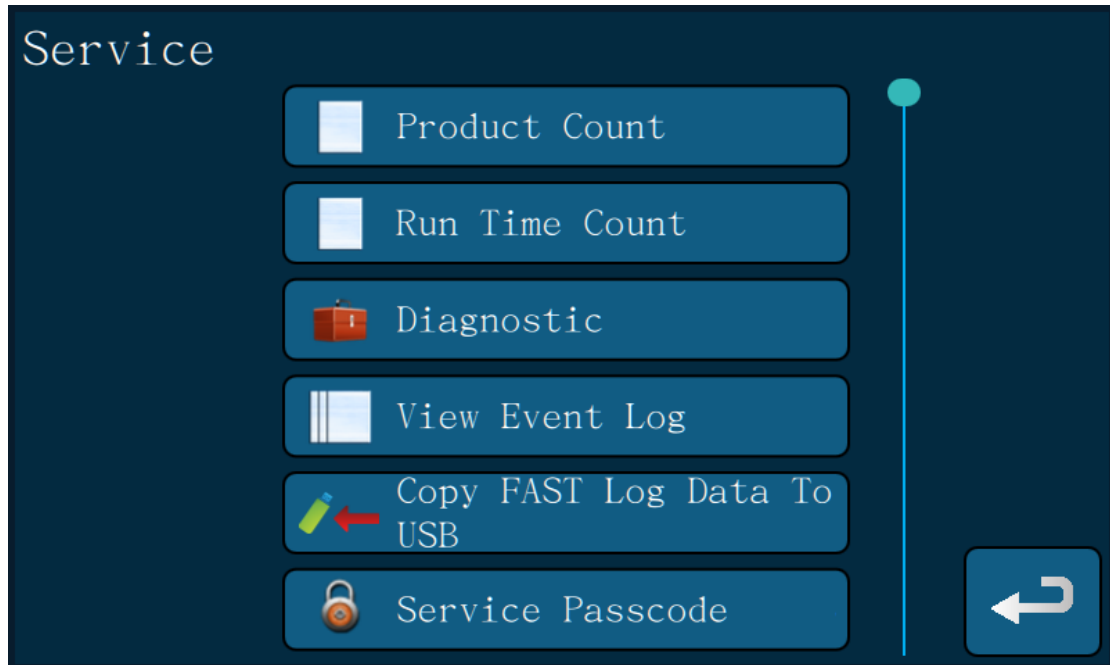 Service
Product Count
Run Time Count
Diagnostic
View Event Log
Copy FAST Log Data To
USB
Service Passcode